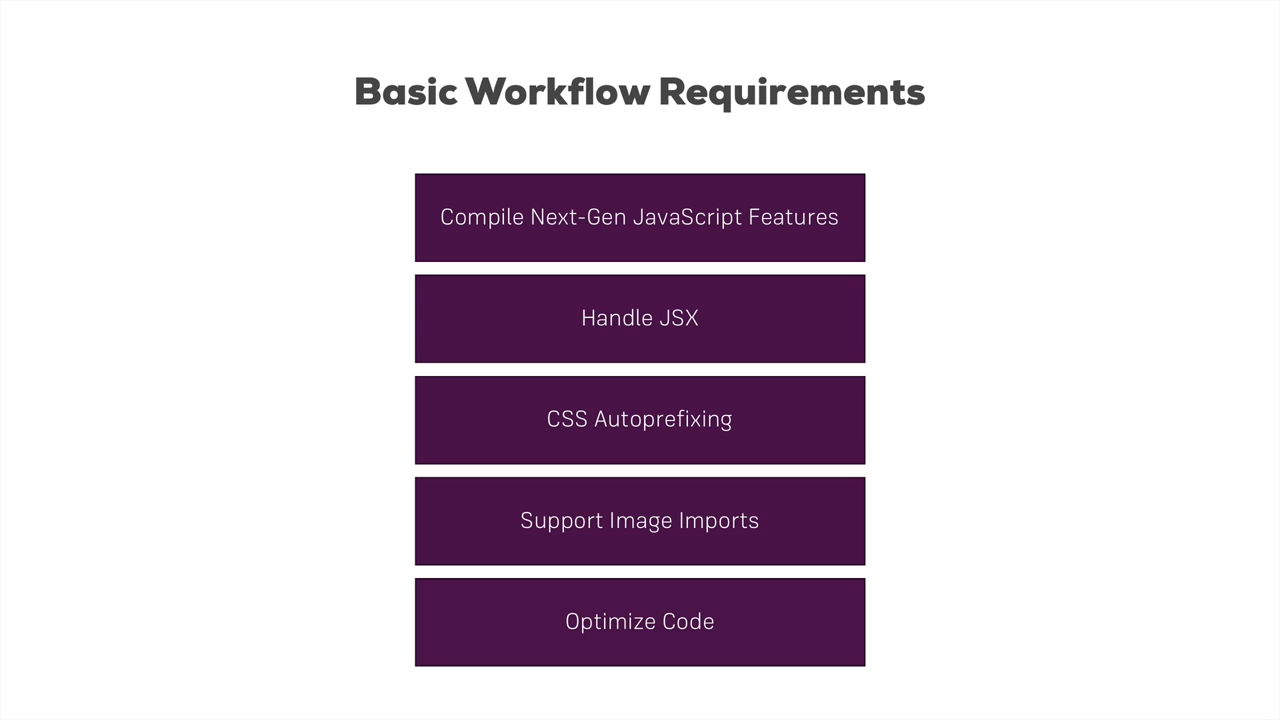 Basic Workflow Requirements
Compile Next-Gen JavaScript Features
Handle JSX
CSS Autoprefixing
Support Image Imports
Optimize Code